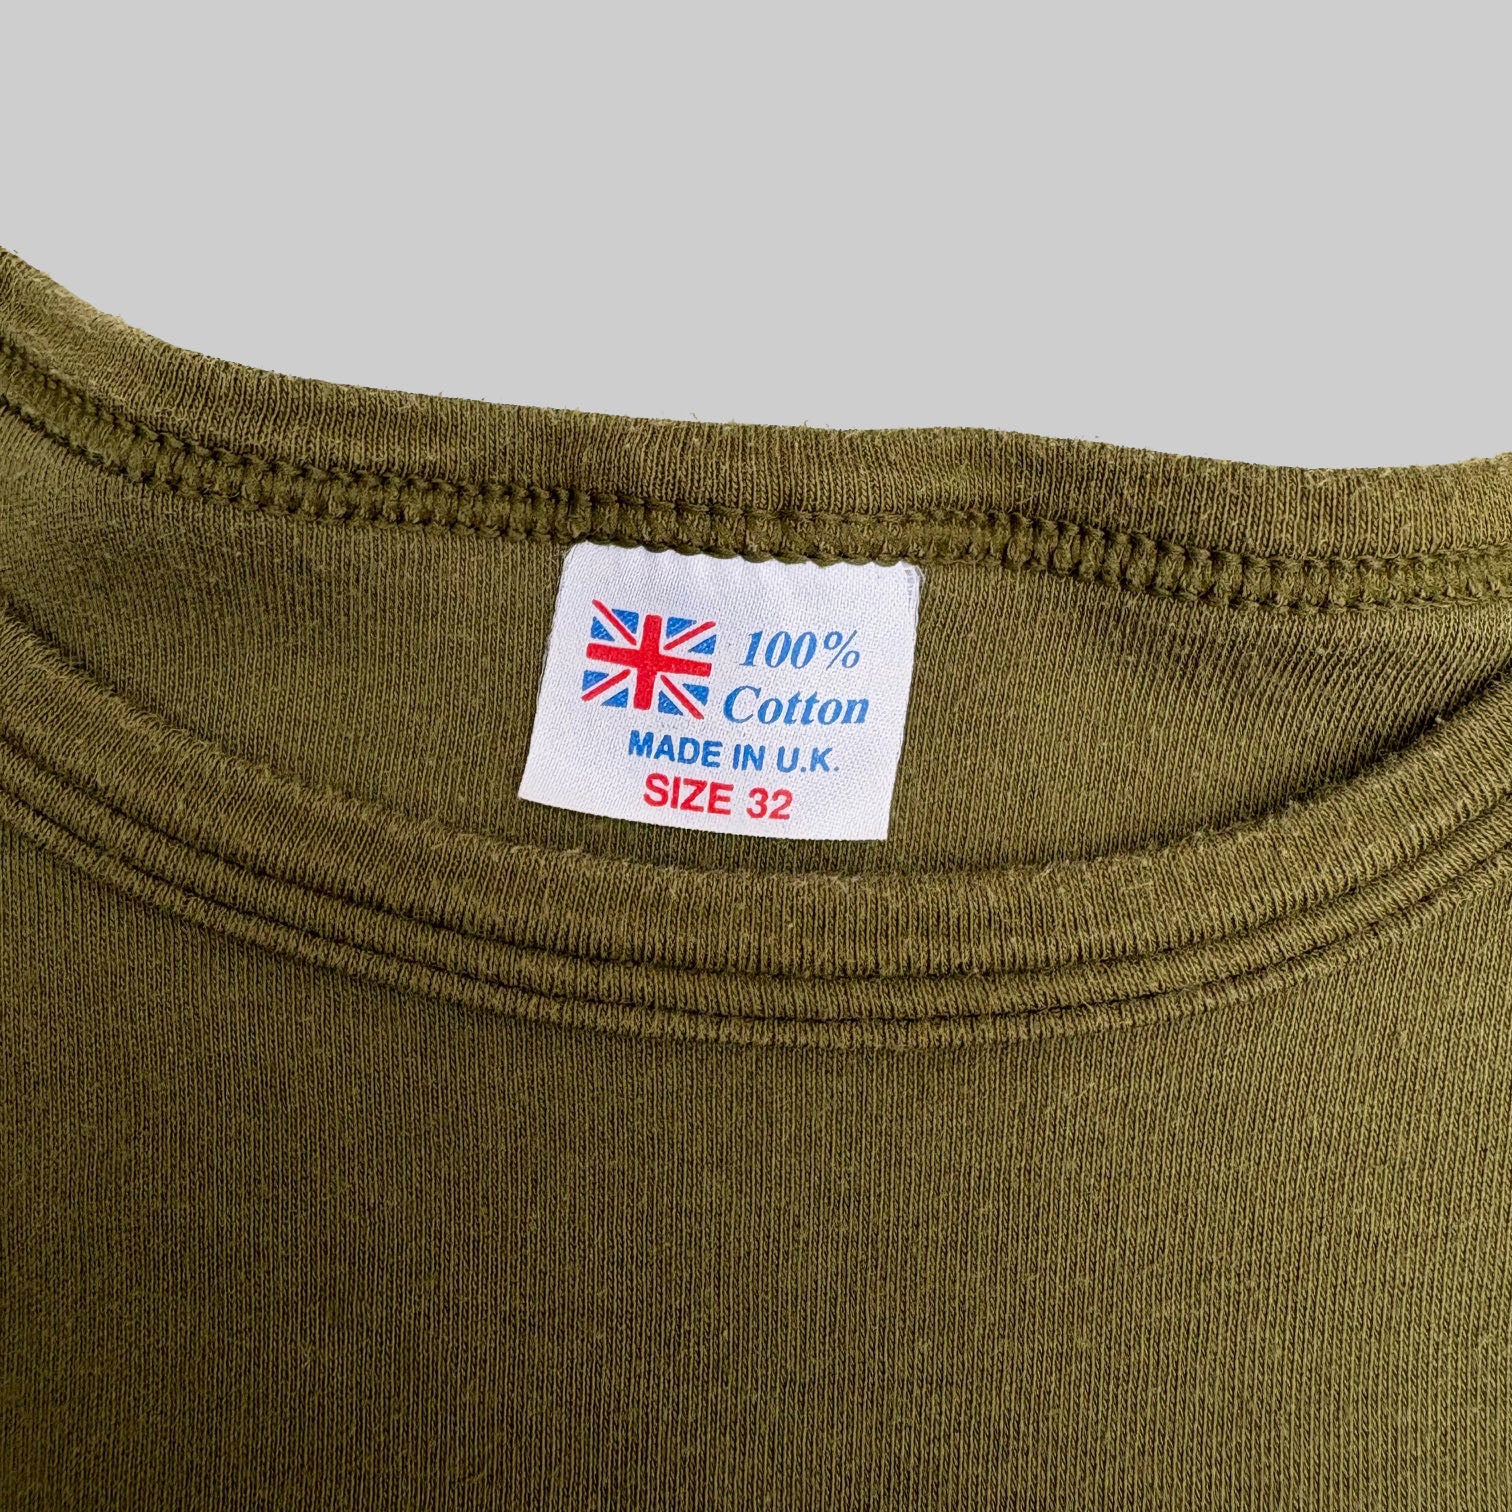 100%
Cotton
MADE IN U.K.
SIZE 32